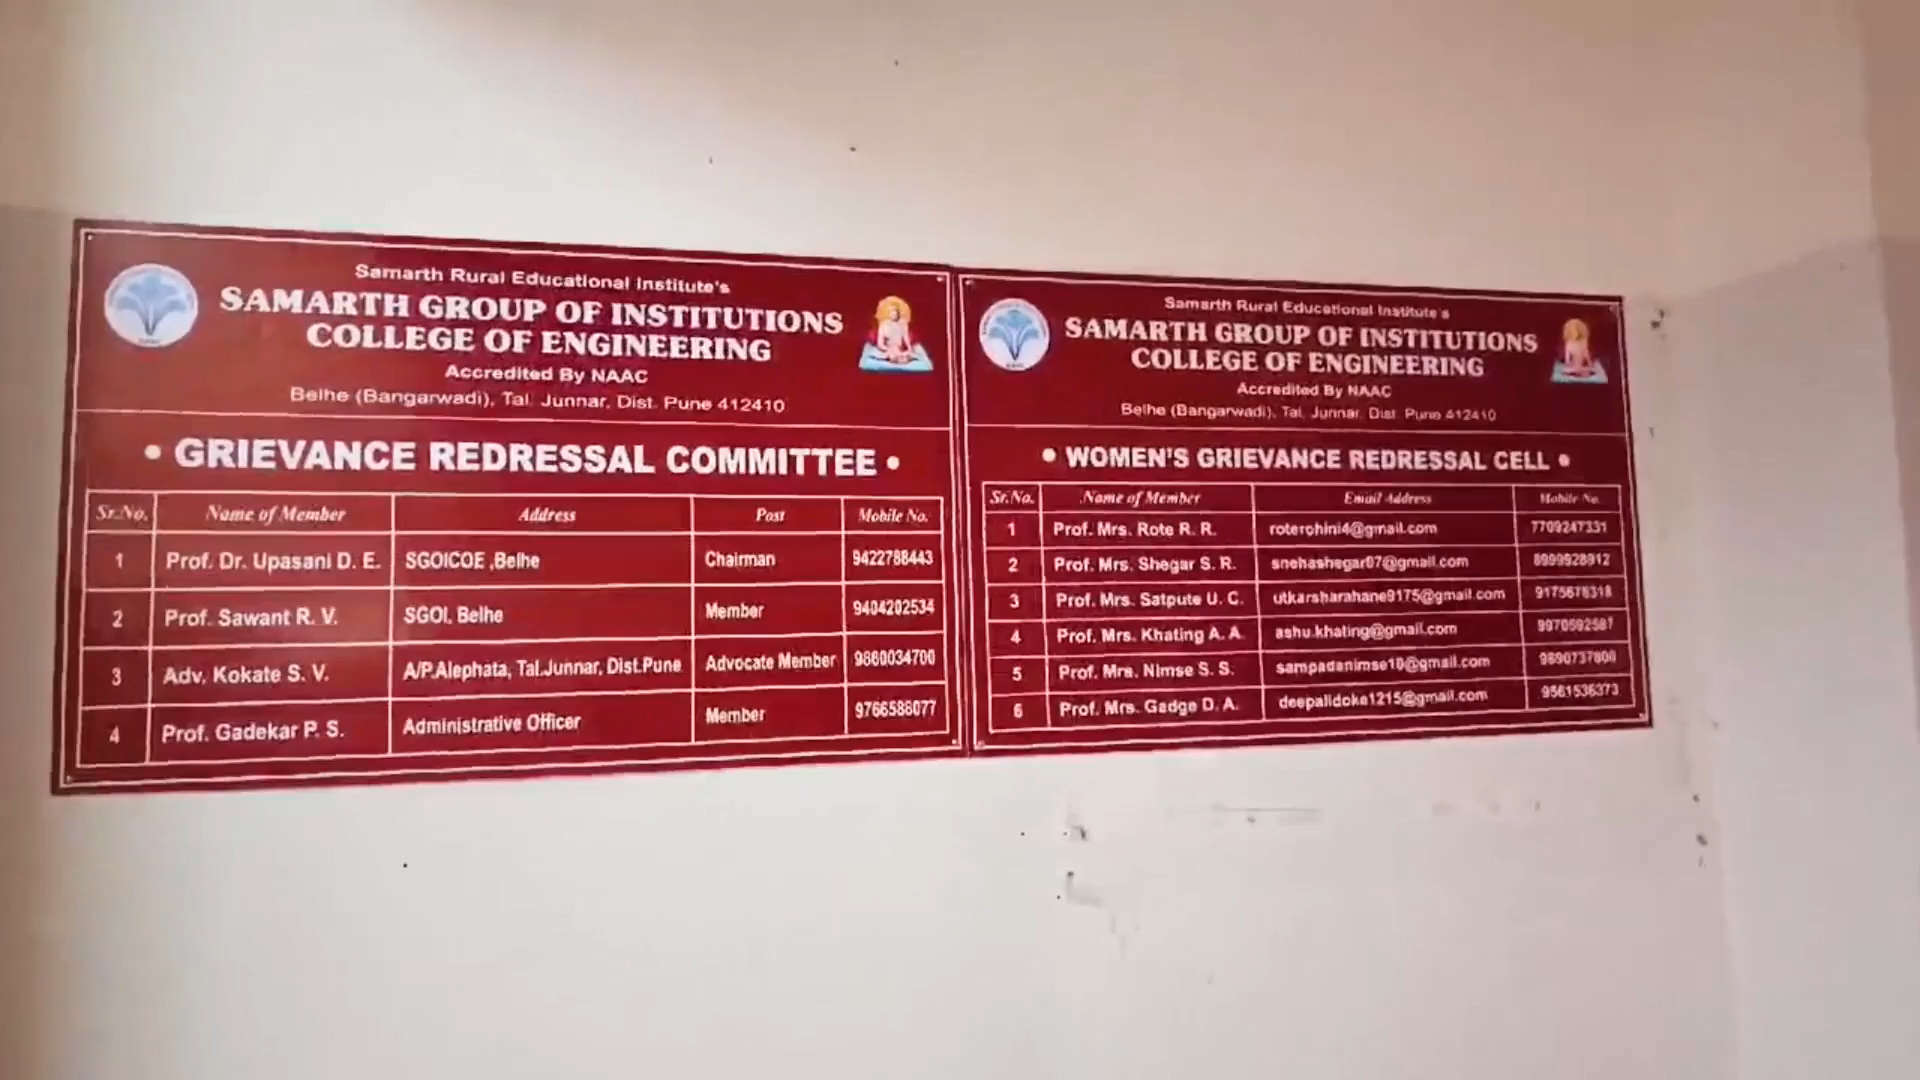 Samarth Rural Educational Institute's
SAMARTH GROUP OF INSTITUTIONS
COLLEGE OF ENGINEERING
Accredited By NAAC
Belhe (Bangarwadi), Tal. Junnar, Dist. Pune 412410
• GRIEVANCE REDRESSAL COMMITTEE •
Sr.No. Name of Member Address Post Mobile No.
1 Prof. Dr. Upasani D. E. SGOICOE ,Belhe Chairman 9422788443
2 Prof. Sawant R. V. SGOI, Belhe Member 9404202534
3 Adv. Kokate S. V. A/P.Alephata, Tal.Junnar, Dist.Pune Advocate Member 9860034700
4 Prof. Gadekar P. S. Administrative Officer Member 9766588077
Samarth Rural Educational Institute's
SAMARTH GROUP OF INSTITUTIONS
COLLEGE OF ENGINEERING
Accredited By NAAC
Belhe (Bangarwadi), Tal. Junnar, Dist. Pune 412410
• WOMEN'S GRIEVANCE REDRESSAL CELL •
Sr.No. Name of Member Email Address Mobile No.
1 Prof. Mrs. Rote R. R. roterohini4@gmail.com 7709247331
2 Prof. Mrs. Shegar S. R. snehashegar07@gmail.com 8999928912
3 Prof. Mrs. Satpute U. C. utkarsharahane9175@gmail.com
4 Prof. Mrs. Khating A. A. ashu.khating@gmail.com 9970592587
5 Prof. Mrs. Nimse S. S. sampadanimse10@gmail.com
6 Prof. Mrs. Gadge D. A. deepalidoke1215@gmail.com 9561536373